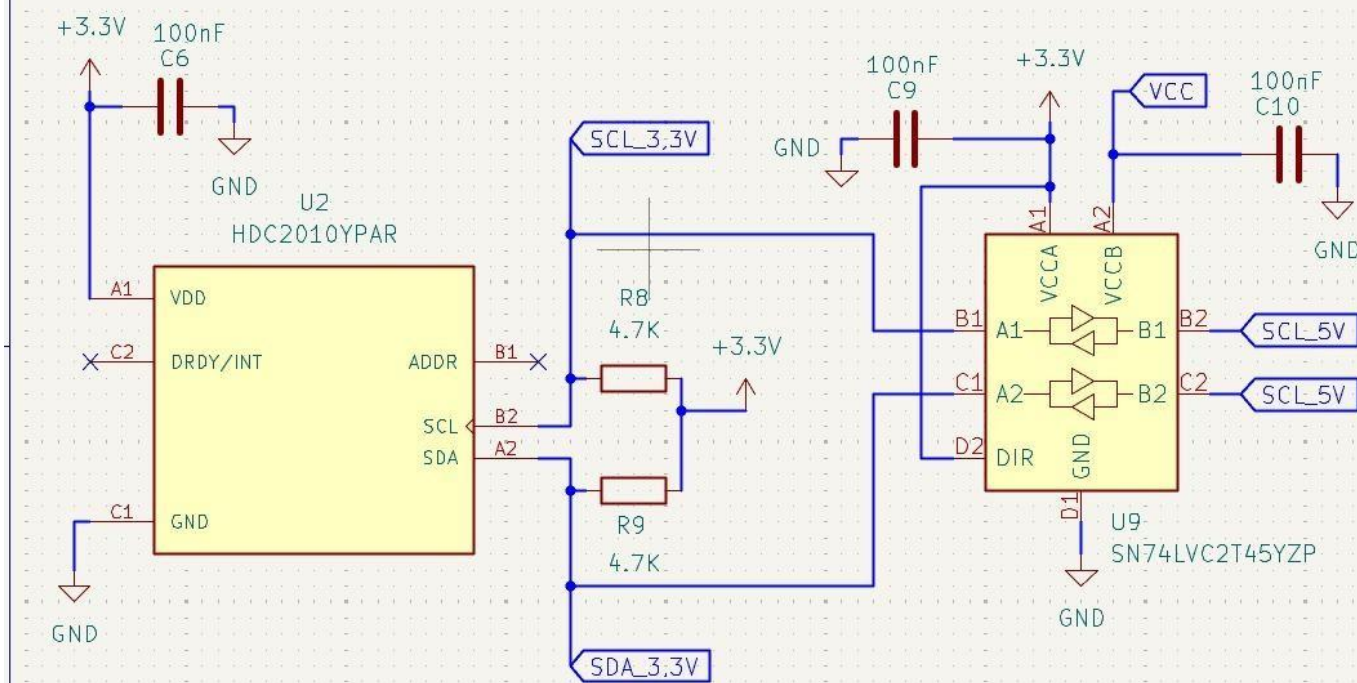 +3.3V
100nF
C6
GND
U2
HDC2010YPAR
A1
VDD
C2
DRDY/INT
ADDR
B1
SCL
B2
SDA
A2
C1
GND
GND
SCL_3,3V
R8
4.7K
+3.3V
R9
4.7K
SDA_3,3V
100nF
C9
GND
+3.3V
VCC
100nF
C10
GND
A1
A2
VCCA
VCCB
B1
A1
B1
B2
SCL_5V
C1
A2
B2
C2
SCL_5V
D2
DIR
GND
D1
U9
SN74LVC2T45YZP
GND